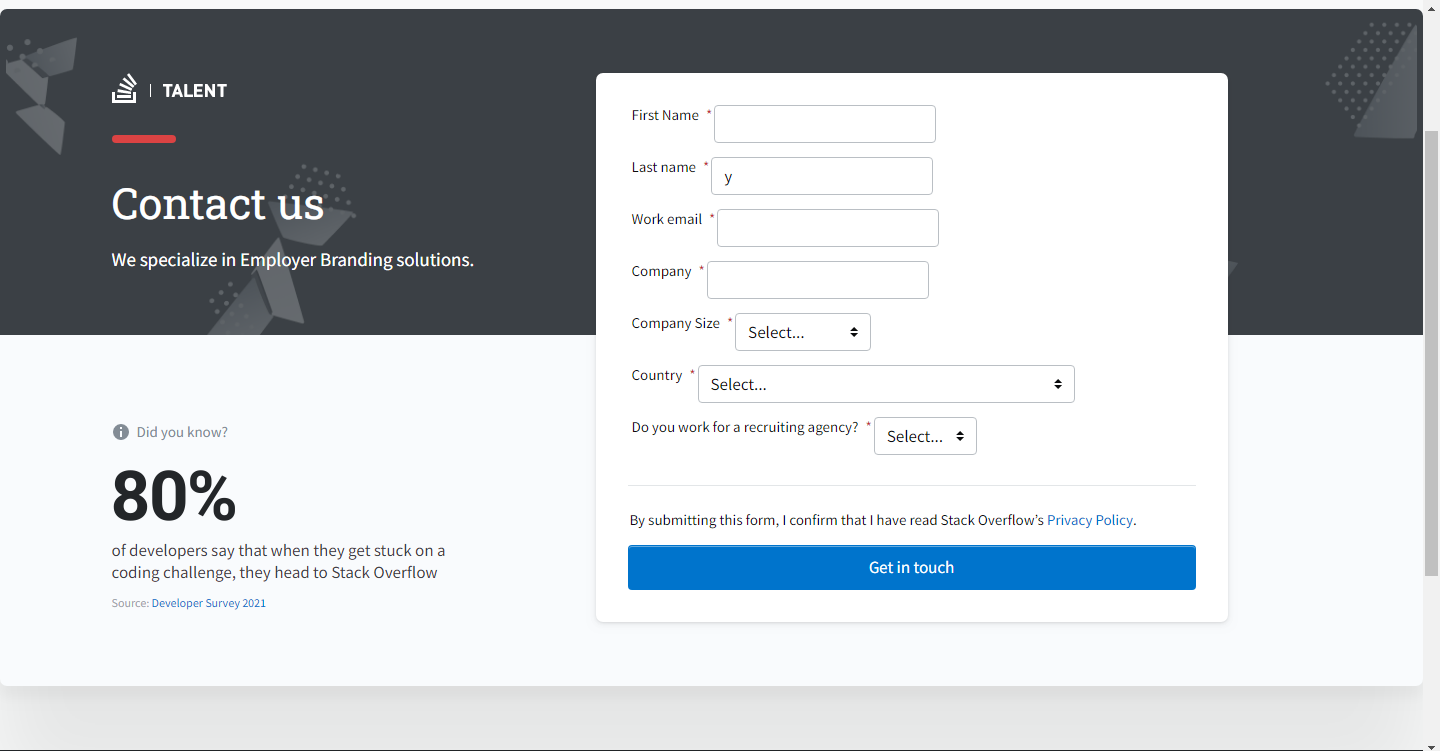 TALENT
Contact us
We specialize in Employer Branding solutions.
Did you know?
80%
of developers say that when they get stuck on a
coding challenge, they head to Stack Overflow
Source: Developer Survey 2021
First Name *
Last name * y
Work email *
Company *
Company Size * Select...
Country * Select...
Do you work for a recruiting agency? * Select...
By submitting this form, I confirm that I have read Stack Overflow’s Privacy Policy.
Get in touch